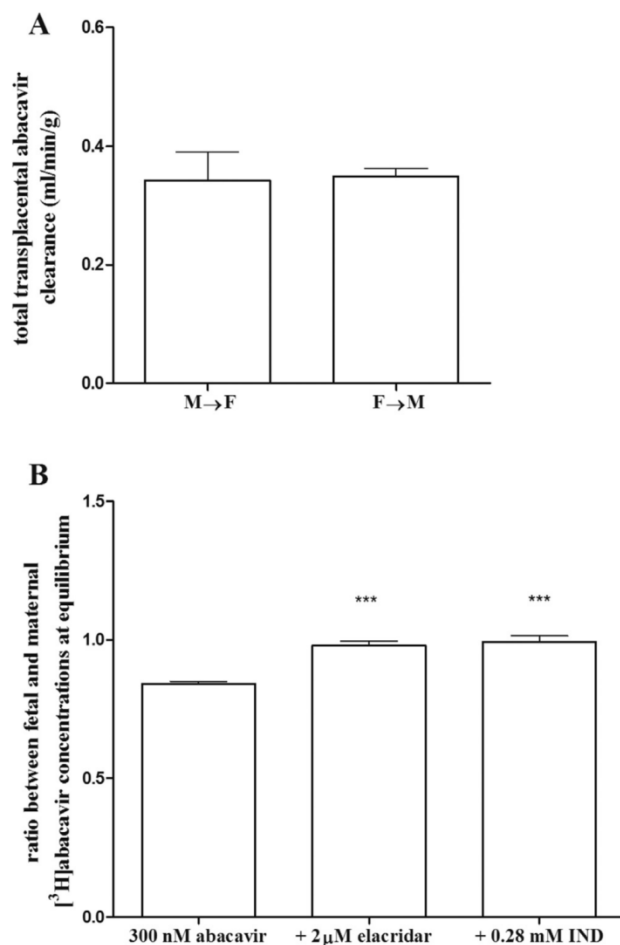 A
total transplacental abacavir
clearance (ml/min/g)
0.6
0.4
0.2
0.0
M→F F→M
B
ratio between fetal and maternal
[³H]abacavir concentrations at equilibrium
1.5
1.0
0.5
0.0
*** ***
300 nM abacavir + 2μM elacridar + 0.28 mM IND